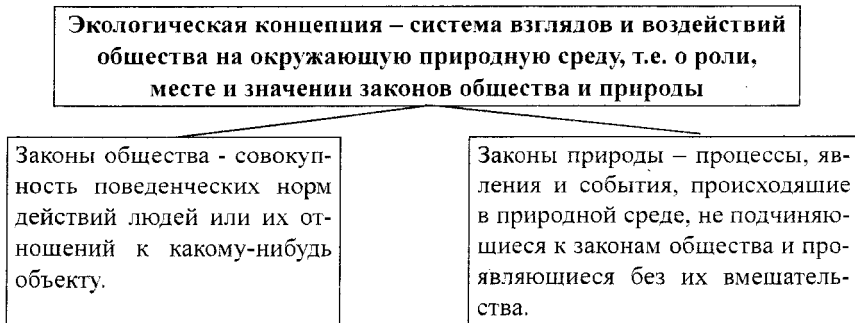 Экологическая концепция – система взглядов и воздействий
общества на окружающую природную среду, т.е. о роли,
месте и значении законов общества и природы
Законы общества - совокуп-
ность поведенческих норм
действий людей или их от-
ношений к какому-нибудь
объекту.
Законы природы – процессы, яв-
ления и события, происходящие
в природной среде, не подчиняю-
щиеся к законам общества и про-
являющиеся без их вмешатель-
ства.